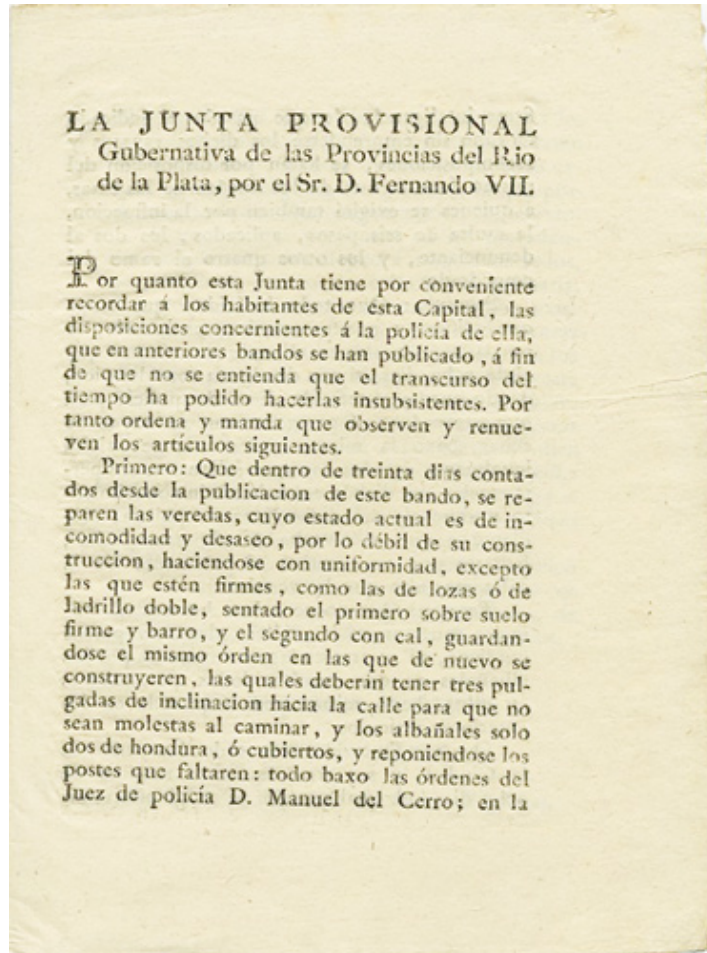 LA JUNTA PROVISIONAL
Gubernativa de las Provincias del Rio
de la Plata, por el Sr. D. Fernando VII.
Por quanto esta Junta tiene por conveniente
recordar á los habitantes de esta Capital, las
disposiciones concernientes á la policía de ella,
que en anteriores bandos se han publicado, á fin
de que no se entienda que el transcurso del
tiempo ha podido hacerlas insubsistentes. Por
tanto ordena y manda que observen y renue-
ven los artículos siguientes.
Primero: Que dentro de treinta dias conta-
dos desde la publicacion de este bando, se re-
paren las veredas, cuyo estado actual es de in-
comodidad y desaseo, por lo débil de su cons-
truccion, haciendose con uniformidad, excepto
las que estén firmes, como las de lozas ó de
ladrillo doble, sentado el primero sobre suelo
firme y barro, y el segundo con cal, guardan-
dose el mismo órden en las que de nuevo se
construyeren, las quales deberán tener tres pul-
gadas de inclinacion hácia la calle para que no
sean molestas al caminar, y los albañales solo
dos de hondura, ó cubiertos, y reponiendose los
postes que faltaren: todo baxo las órdenes del
Juez de policía D. Manuel del Cerro; en la